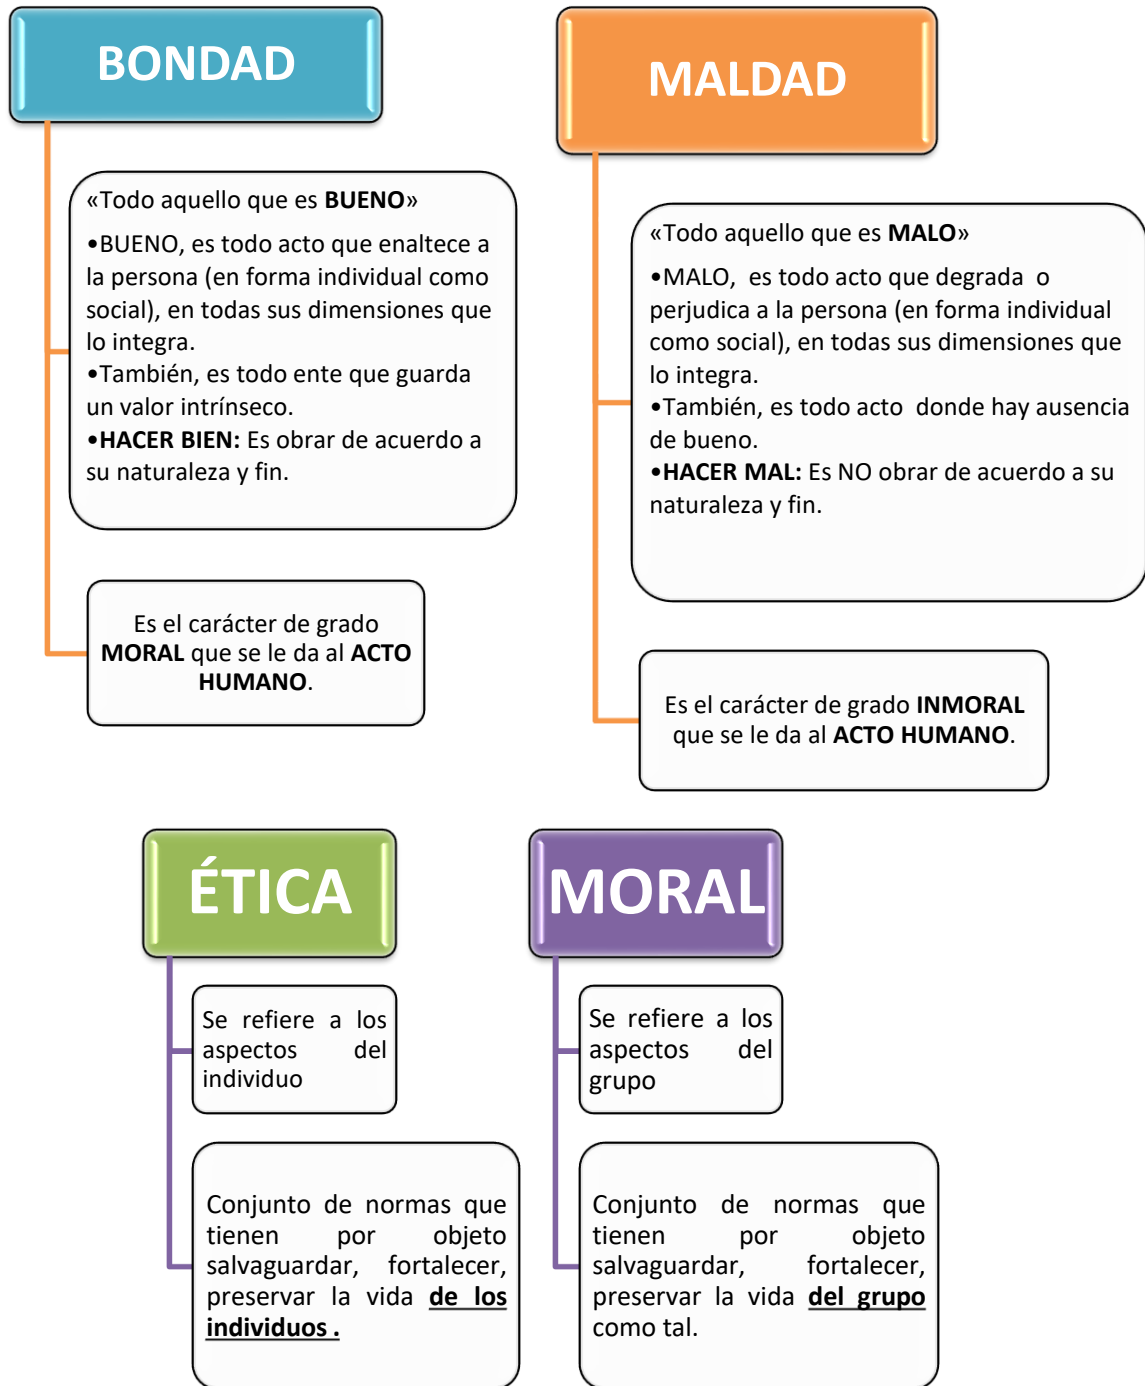 BONDAD
«Todo aquello que es BUENO»
•BUENO, es todo acto que enaltece a
la persona (en forma individual como
social), en todas sus dimensiones que
lo integra.
•También, es todo ente que guarda
un valor intrínseco.
•HACER BIEN: Es obrar de acuerdo a
su naturaleza y fin.
Es el carácter de grado
MORAL que se le da al ACTO
HUMANO.
MALDAD
«Todo aquello que es MALO»
•MALO, es todo acto que degrada o
perjudica a la persona (en forma individual
como social), en todas sus dimensiones que
lo integra.
•También, es todo acto donde hay ausencia
de bueno.
•HACER MAL: Es NO obrar de acuerdo a su
naturaleza y fin.
Es el carácter de grado INMORAL
que se le da al ACTO HUMANO.
ÉTICA
Se refiere a los
aspectos del
individuo
Conjunto de normas que
tienen por objeto
salvaguardar, fortalecer,
preservar la vida de los
individuos .
MORAL
Se refiere a los
aspectos del
grupo
Conjunto de normas que
tienen por objeto
salvaguardar, fortalecer,
preservar la vida del grupo
como tal.